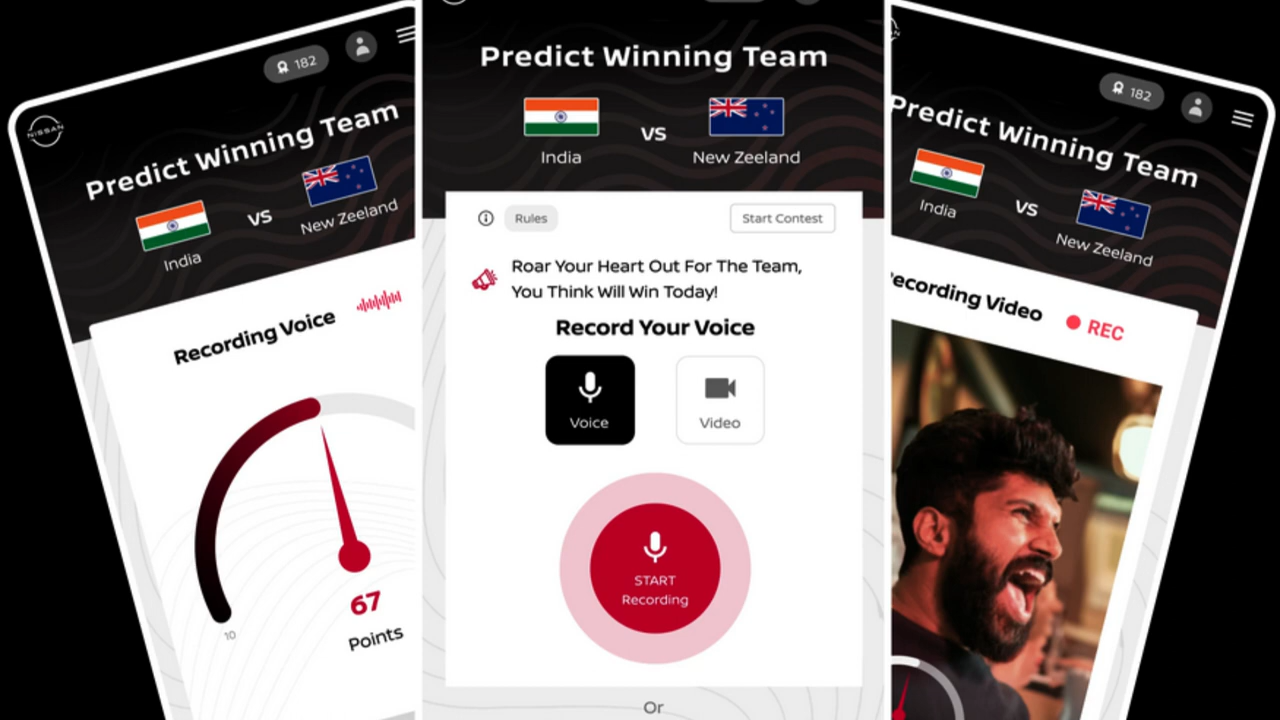 182
NISSAN
Predict Winning Team
India
VS
New Zeeland
Recording Voice
10
67
Points
Predict Winning Team
India
VS
New Zeeland
Rules
Start Contest
Roar Your Heart Out For The Team,
You Think Will Win Today!
Record Your Voice
Voice
Video
START
Recording
Or
182
Predict Winning Team
India
VS
New Zeeland
ecording Video
REC